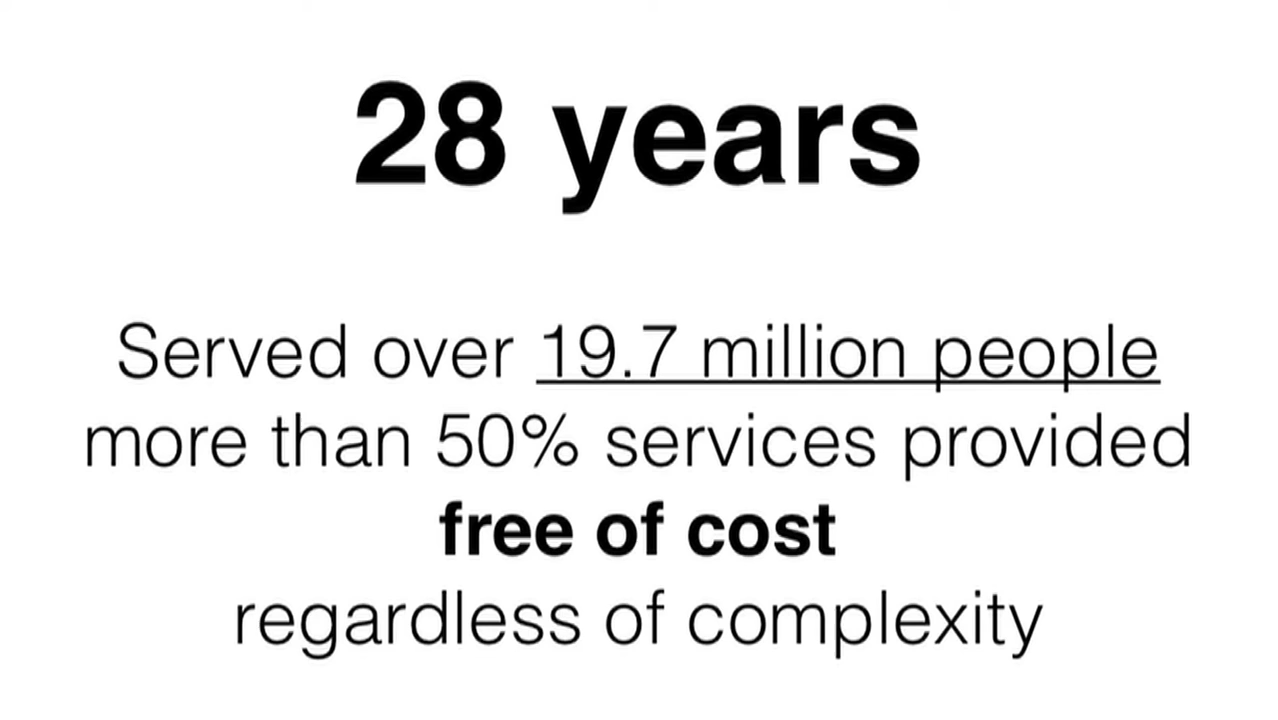 28 years
Served over 19.7 million people
more than 50% services provided
free of cost
regardless of complexity